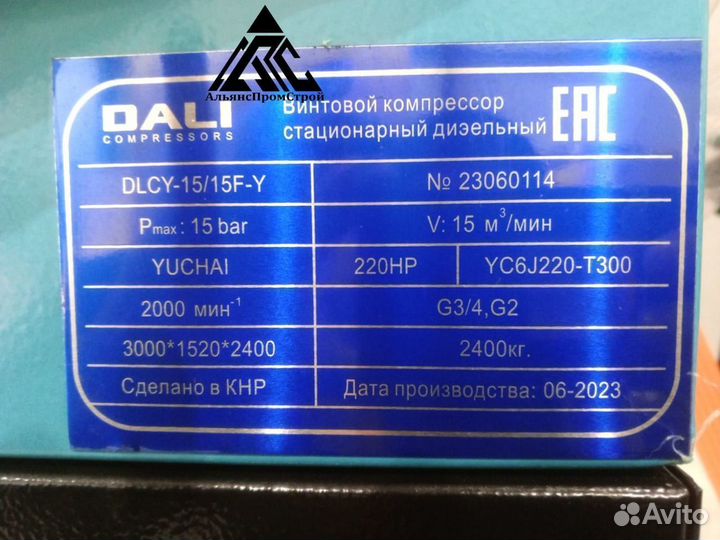 АПС
АльянсПромСтрой
DALI
COMPRESSORS
Винтовой компрессор
стационарный дизельный
EAC
DLCY-15/15F-Y
№ 23060114
Pmax : 15 bar
V: 15 м³/мин
YUCHAI
220HP
YC6J220-T300
2000 мин⁻¹
G3/4,G2
3000*1520*2400
2400кг.
Сделано в КНР
Дата производства: 06-2023
Avito